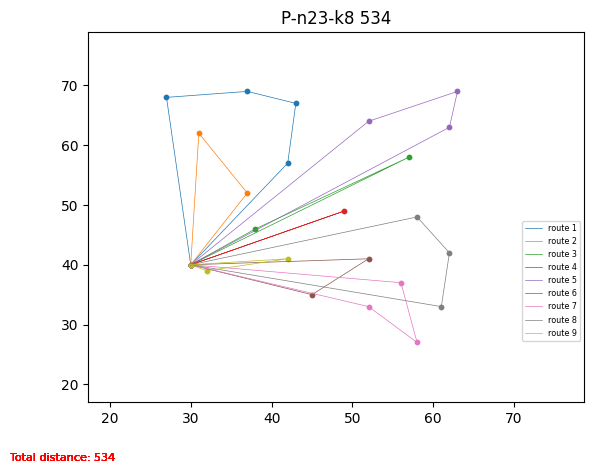 P-n23-k8 534
70
60
50
40
30
20
20 30 40 50 60 70
route 1
route 2
route 3
route 4
route 5
route 6
route 7
route 8
route 9
Total distance: 534